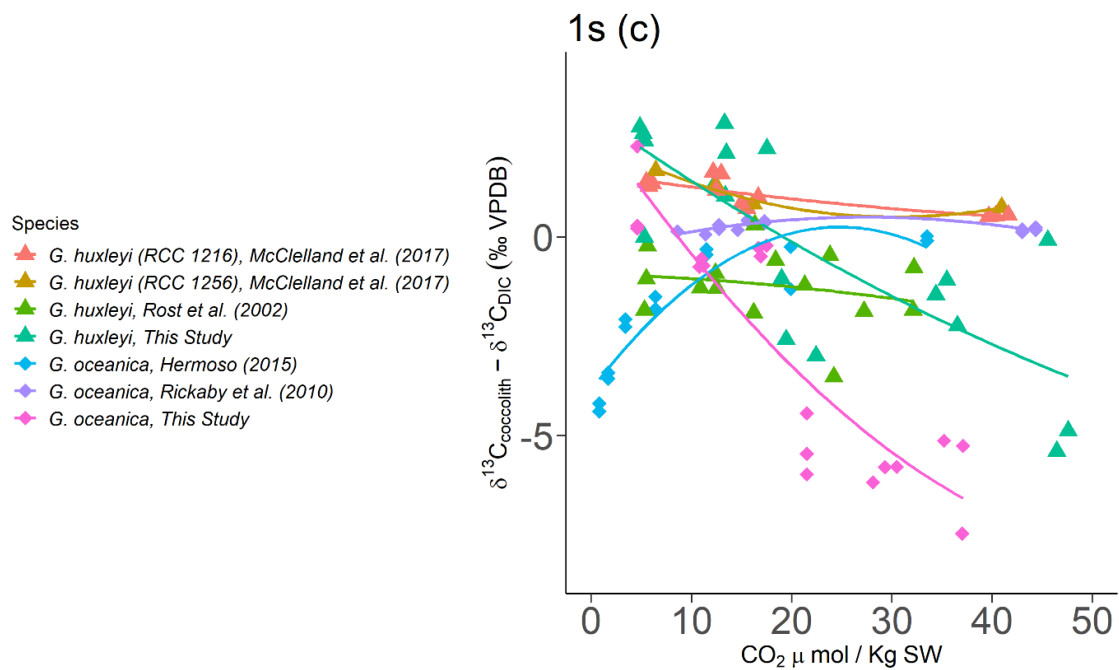 1s (c)
Species
G. huxleyi (RCC 1216), McClelland et al. (2017)
G. huxleyi (RCC 1256), McClelland et al. (2017)
G. huxleyi, Rost et al. (2002)
G. huxleyi, This Study
G. oceanica, Hermoso (2015)
G. oceanica, Rickaby et al. (2010)
G. oceanica, This Study
δ¹³C_coccolith − δ¹³C_DIC (‰ VPDB)
0
-5
0 10 20 30 40 50
CO₂ μ mol / Kg SW